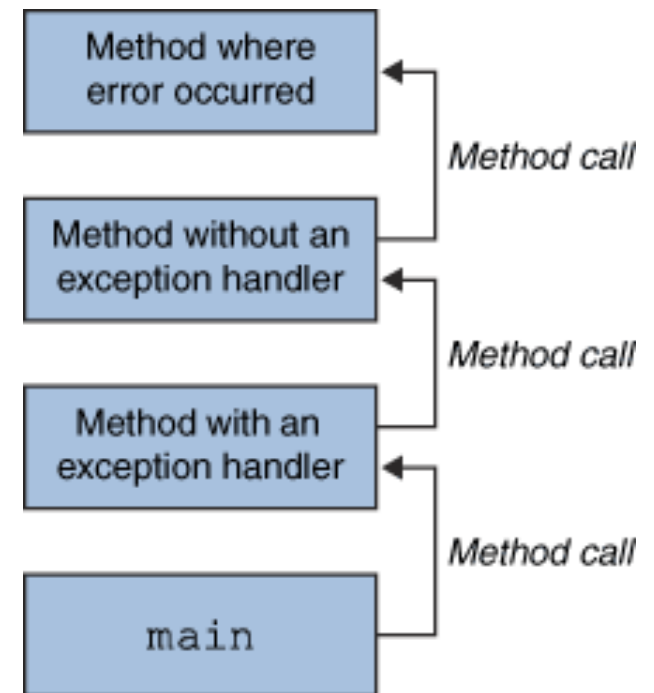 Method where
error occurred
Method call
Method without an
exception handler
Method call
Method with an
exception handler
Method call
main